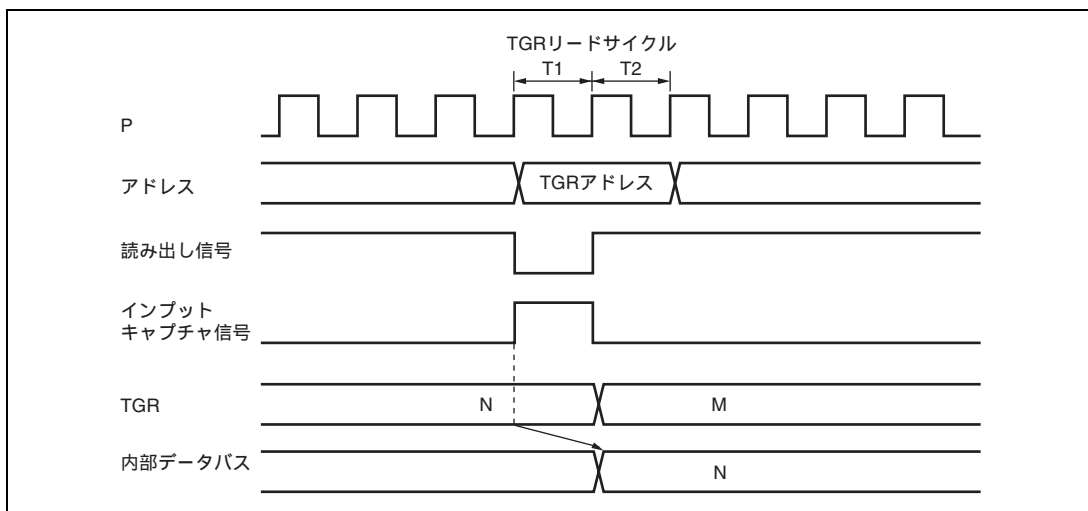 TGRリードサイクル
T1 T2
P
アドレス
TGRアドレス
読み出し信号
インプット
キャプチャ信号
TGR
N
M
内部データバス
N